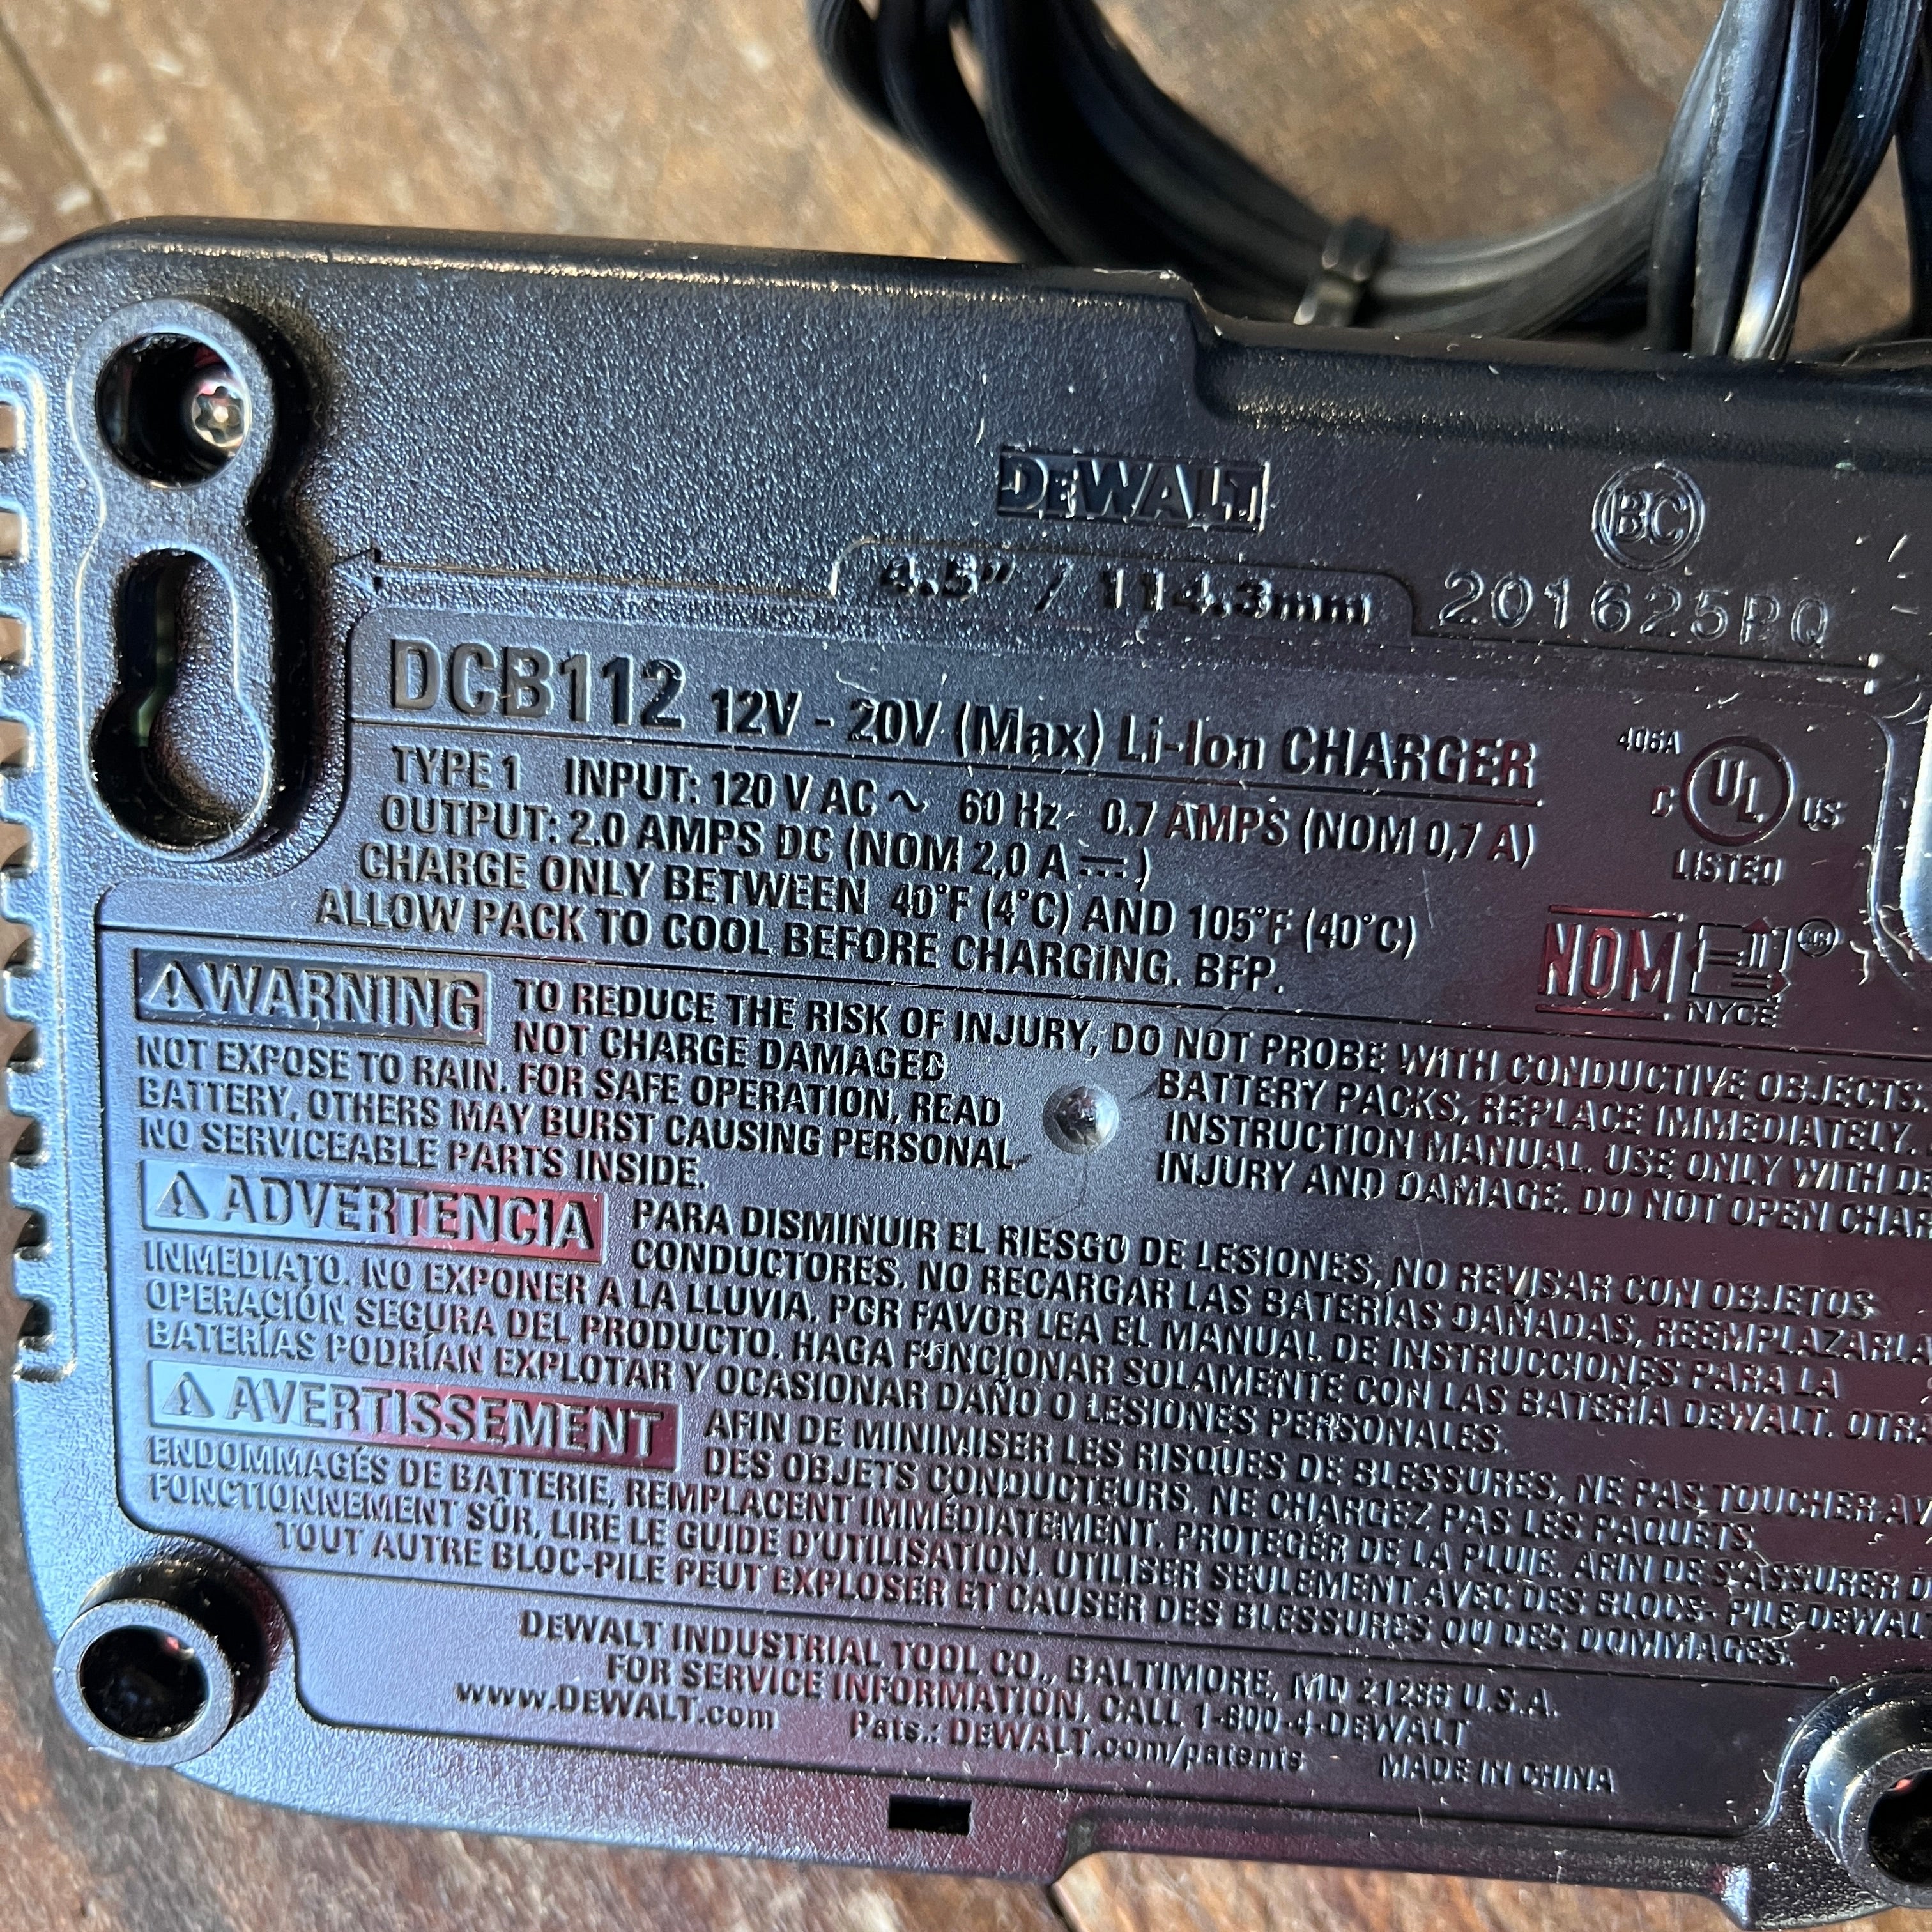 DEWALT
BC
4.5" / 114.3mm
201625PQ
DCB112 12V - 20V (Max) Li-Ion CHARGER
TYPE 1 INPUT: 120 V AC ~ 60 Hz 0.7 AMPS (NOM 0,7 A)
OUTPUT: 2.0 AMPS DC (NOM 2,0 A ⎓)
CHARGE ONLY BETWEEN 40°F (4°C) AND 105°F (40°C)
ALLOW PACK TO COOL BEFORE CHARGING. BFP.
406A
C UL US
LISTED
NOM
NYCE
⚠WARNING TO REDUCE THE RISK OF INJURY, DO NOT PROBE WITH CONDUCTIVE OBJECTS.
NOT CHARGE DAMAGED BATTERY PACKS, REPLACE IMMEDIATELY.
NOT EXPOSE TO RAIN. FOR SAFE OPERATION, READ INSTRUCTION MANUAL. USE ONLY WITH
BATTERY, OTHERS MAY BURST CAUSING PERSONAL INJURY AND DAMAGE. DO NOT OPEN
NO SERVICEABLE PARTS INSIDE.
⚠ADVERTENCIA PARA DISMINUIR EL RIESGO DE LESIONES, NO REVISAR CON OBJETOS
CONDUCTORES. NO RECARGAR LAS BATERÍAS DAÑADAS, REEMPLAZARLA
INMEDIATO. NO EXPONER A LA LLUVIA. POR FAVOR LEA EL MANUAL DE INSTRUCCIONES PARA LA
OPERACIÓN SEGURA DEL PRODUCTO. HAGA FUNCIONAR SOLAMENTE CON LAS BATERÍA DEWALT. OTRA
BATERÍAS PODRÍAN EXPLOTAR Y OCASIONAR DAÑO O LESIONES PERSONALES.
⚠AVERTISSEMENT AFIN DE MINIMISER LES RISQUES DE BLESSURES, NE PAS TOUCHER
DES OBJETS CONDUCTEURS. NE CHARGEZ PAS LES PAQUETS
ENDOMMAGÉS DE BATTERIE, REMPLACENT IMMÉDIATEMENT. PROTÉGER DE LA PLUIE. AFIN DE S'ASSURER
FONCTIONNEMENT SÛR, LIRE LE GUIDE D'UTILISATION, UTILISER SEULEMENT AVEC DES BLOCS- PILE
TOUT AUTRE BLOC-PILE PEUT EXPLOSER ET CAUSER DES BLESSURES OU DES DOMMAGES.
DEWALT INDUSTRIAL TOOL CO., BALTIMORE, MD 21286 U.S.A.
FOR SERVICE INFORMATION, CALL 1-800-4-DEWALT
www.DEWALT.com Pats.: DEWALT.com/patents MADE IN CHINA